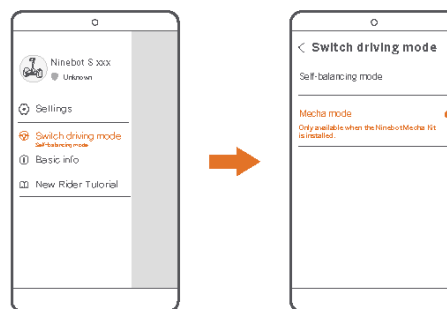 Ninebot S xxx
Unknown
Settings
Switch driving mode
Self-balancing mode
Basic info
New Rider Tutorial
Switch driving mode
Self-balancing mode
Mecha mode
Only available when the Ninebot Mecha Kit
is installed.